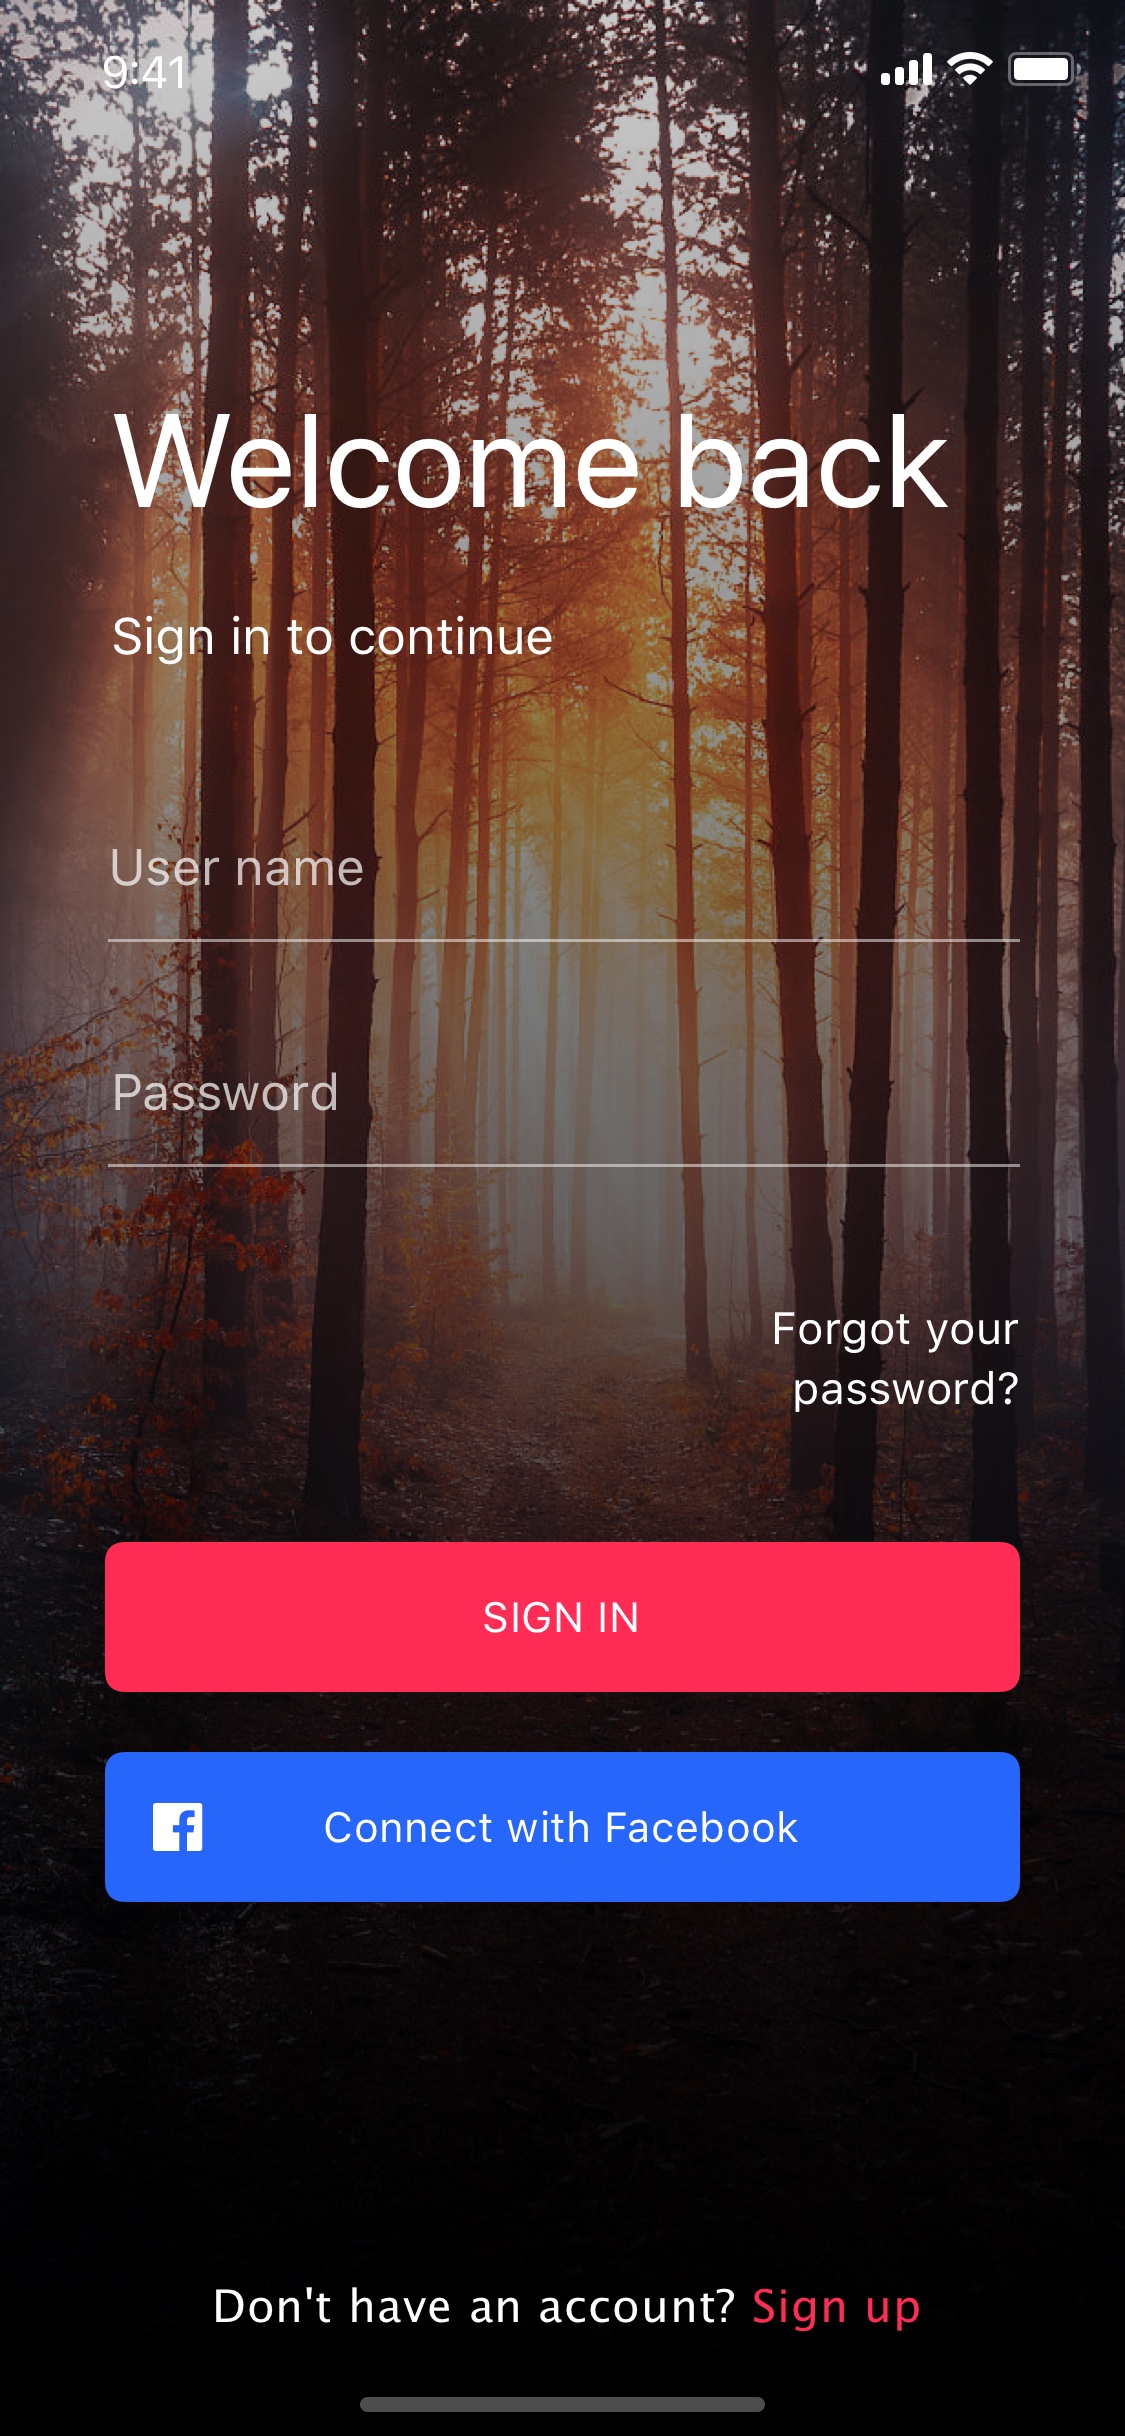 9:41
Welcome back
Sign in to continue
User name
Password
Forgot your
password?
SIGN IN
Connect with Facebook
Don't have an account? Sign up